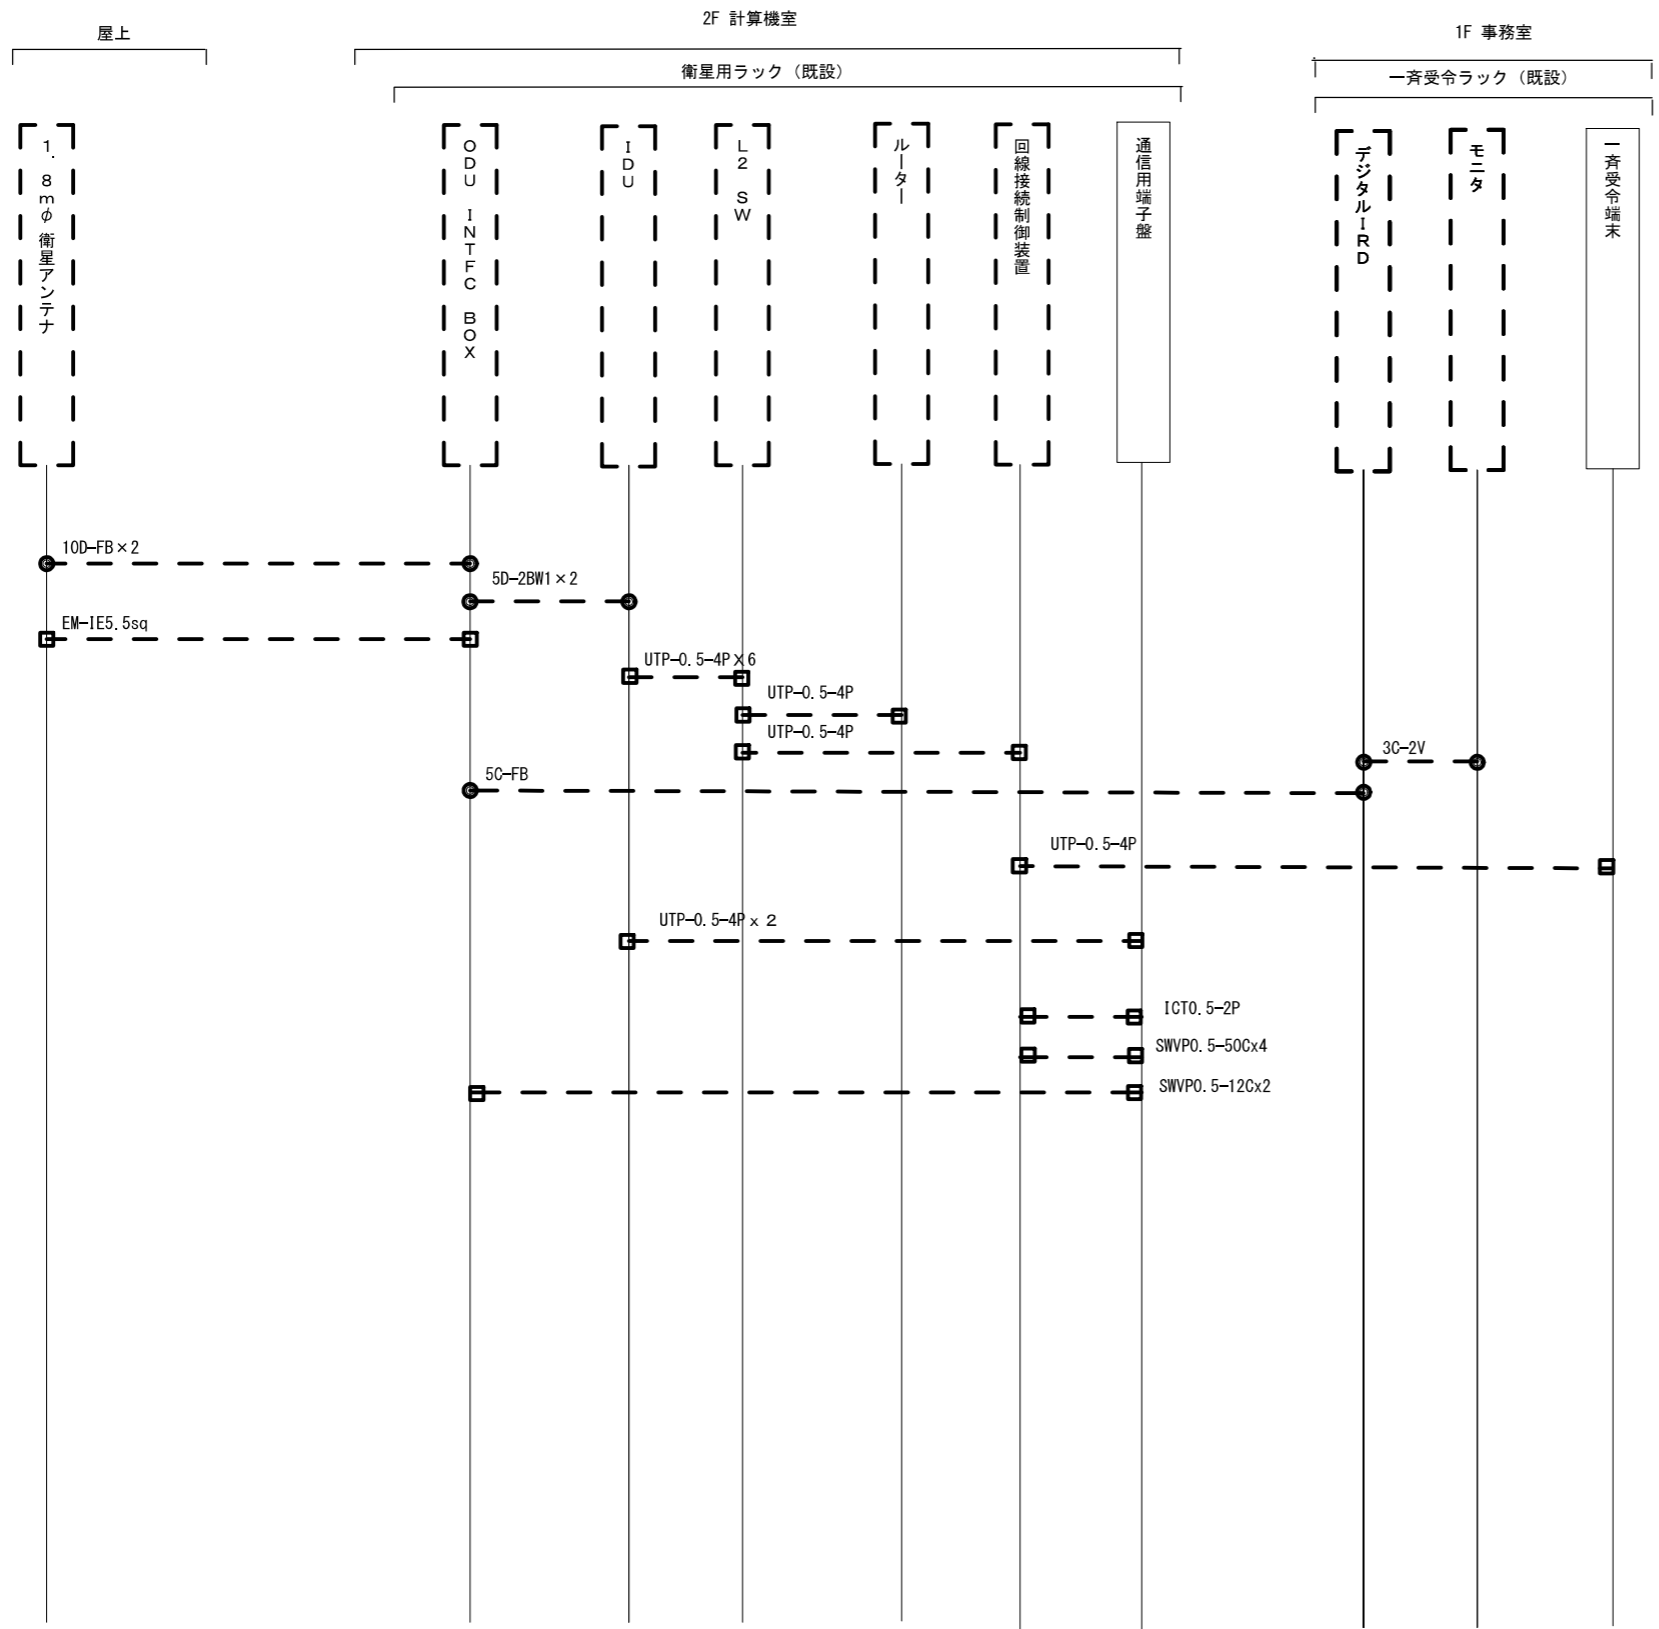 屋上
2F 計算機室
1F 事務室
衛星用ラック（既設）
一斉受令ラック（既設）
1．8mφ 衛星アンテナ
ODU INTFC BOX
IDU
L2 SW
ルーター
回線接続制御装置
通信用端子盤
デジタルIRD
モニタ
一斉受令端末
10D-FB×2
5D-2BW1×2
EM-IE5.5sq
UTP-0.5-4P×6
UTP-0.5-4P
UTP-0.5-4P
3C-2V
5C-FB
UTP-0.5-4P
UTP-0.5-4Pｘ２
ICT0.5-2P
SWVP0.5-50Cx4
SWVP0.5-12Cx2